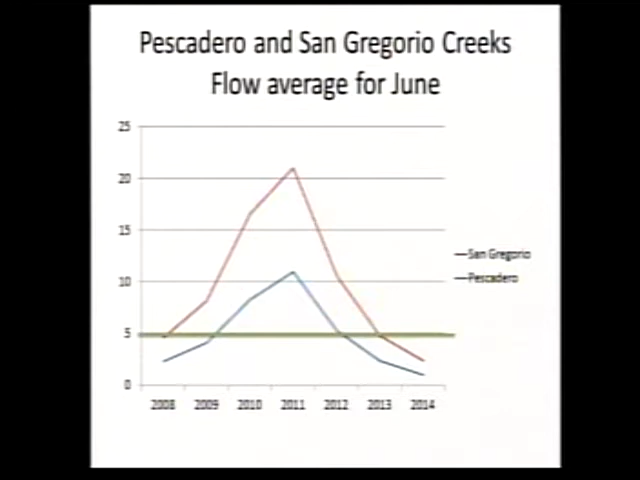 Pescadero and San Gregorio Creeks
Flow average for June
25
20
15
10
5
0
2008 2009 2010 2011 2012 2013 2014
San Gregorio
Pescadero